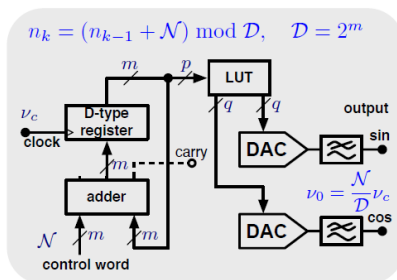 n_k = (n_{k−1} + 𝒩) mod 𝒟, 𝒟 = 2^m
m
p
LUT
ν_c
D-type
register
q
q
output
clock
m
carry
DAC
sin
adder
ν_0 = 𝒩/𝒟 ν_c
𝒩
m
m
DAC
cos
control word